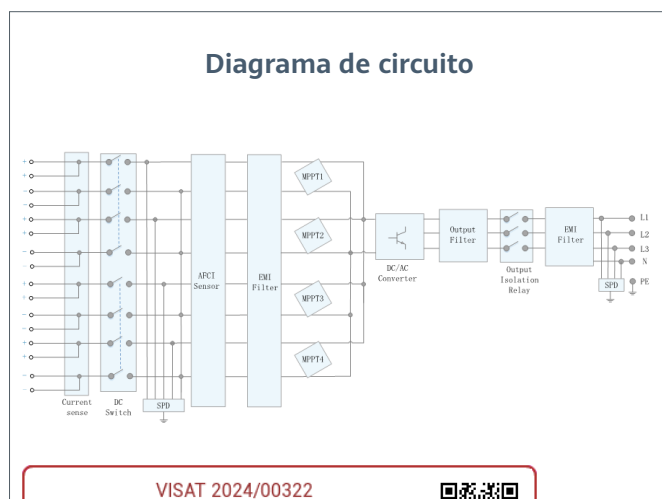 Diagrama de circuito
+
+
-
-
+
+
-
-
+
+
-
-
+
+
-
-
Current
sense
DC
Switch
SPD
AFCI
Sensor
EMI
Filter
MPPT1
MPPT2
MPPT3
MPPT4
DC/AC
Converter
Output
Filter
Output
Isolation
Relay
EMI
Filter
L1
L2
L3
N
PE
SPD
VISAT 2024/00322